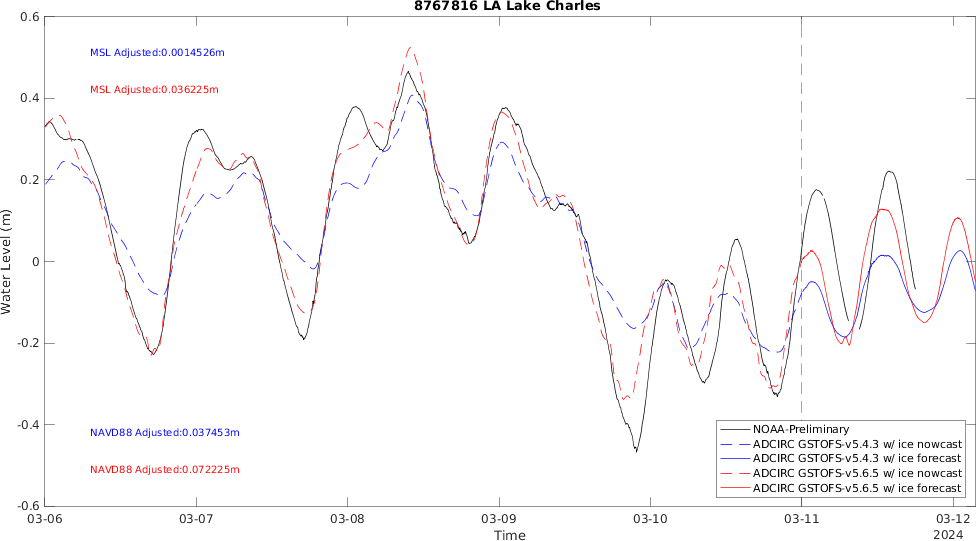 8767816 LA Lake Charles
0.6
MSL Adjusted:0.0014526m
MSL Adjusted:0.036225m
0.4
0.2
0
-0.2
-0.4
-0.6
Water Level (m)
NAVD88 Adjusted:0.037453m
NAVD88 Adjusted:0.072225m
NOAA-Preliminary
ADCIRC GSTOFS-v5.4.3 w/ ice nowcast
ADCIRC GSTOFS-v5.4.3 w/ ice forecast
ADCIRC GSTOFS-v5.6.5 w/ ice nowcast
ADCIRC GSTOFS-v5.6.5 w/ ice forecast
03-06 03-07 03-08 03-09 03-10 03-11 03-12
Time
2024